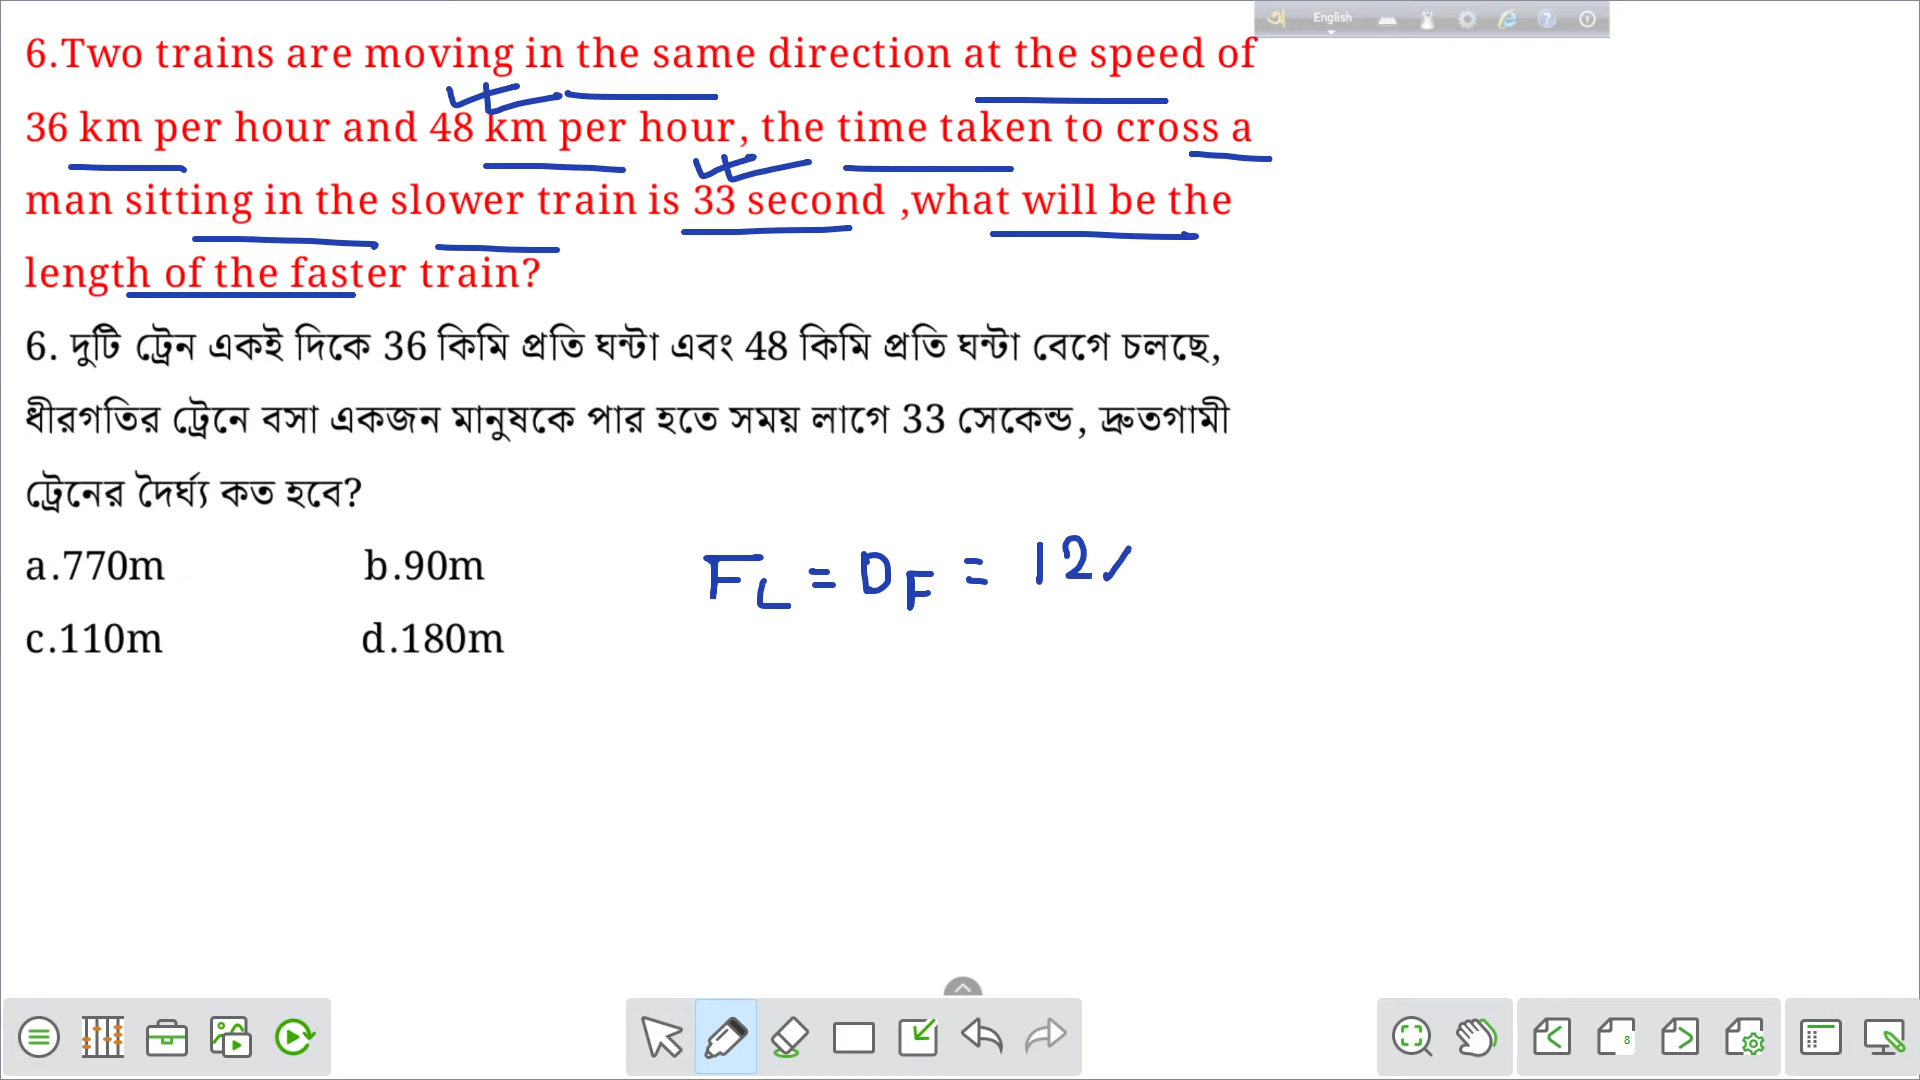 English
6.Two trains are moving in the same direction at the speed of
36 km per hour and 48 km per hour, the time taken to cross a
man sitting in the slower train is 33 second ,what will be the
length of the faster train?
6. দুটি ট্রেন একই দিকে 36 কিমি প্রতি ঘন্টা এবং 48 কিমি প্রতি ঘন্টা বেগে চলছে,
ধীরগতির ট্রেনে বসা একজন মানুষকে পার হতে সময় লাগে 33 সেকেন্ড, দ্রুতগামী
ট্রেনের দৈর্ঘ্য কত হবে?
a.770m b.90m
c.110m d.180m
FL = DF = 12/
8